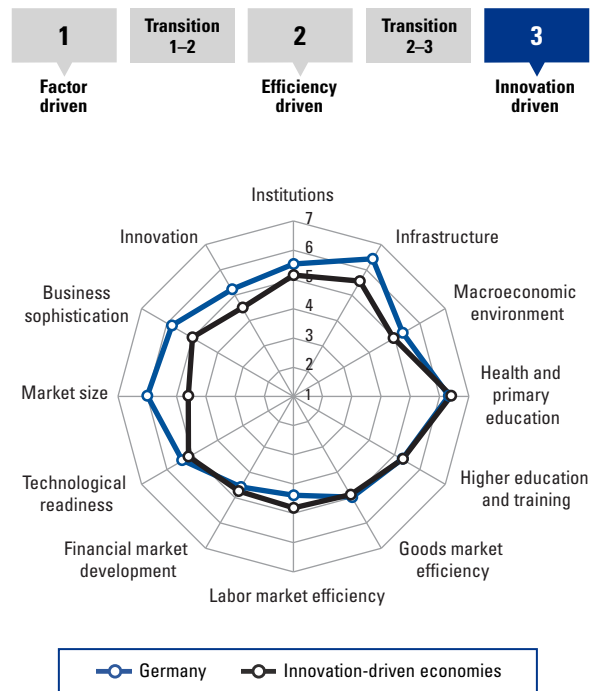 1
Transition
1–2
2
Transition
2–3
3
Factor
driven
Efficiency
driven
Innovation
driven
Institutions
7
Innovation
Infrastructure
6
5
Business
sophistication
Macroeconomic
environment
4
3
2
Market size
1
Health and
primary
education
Technological
readiness
Higher education
and training
Financial market
development
Goods market
efficiency
Labor market efficiency
Germany
Innovation-driven economies